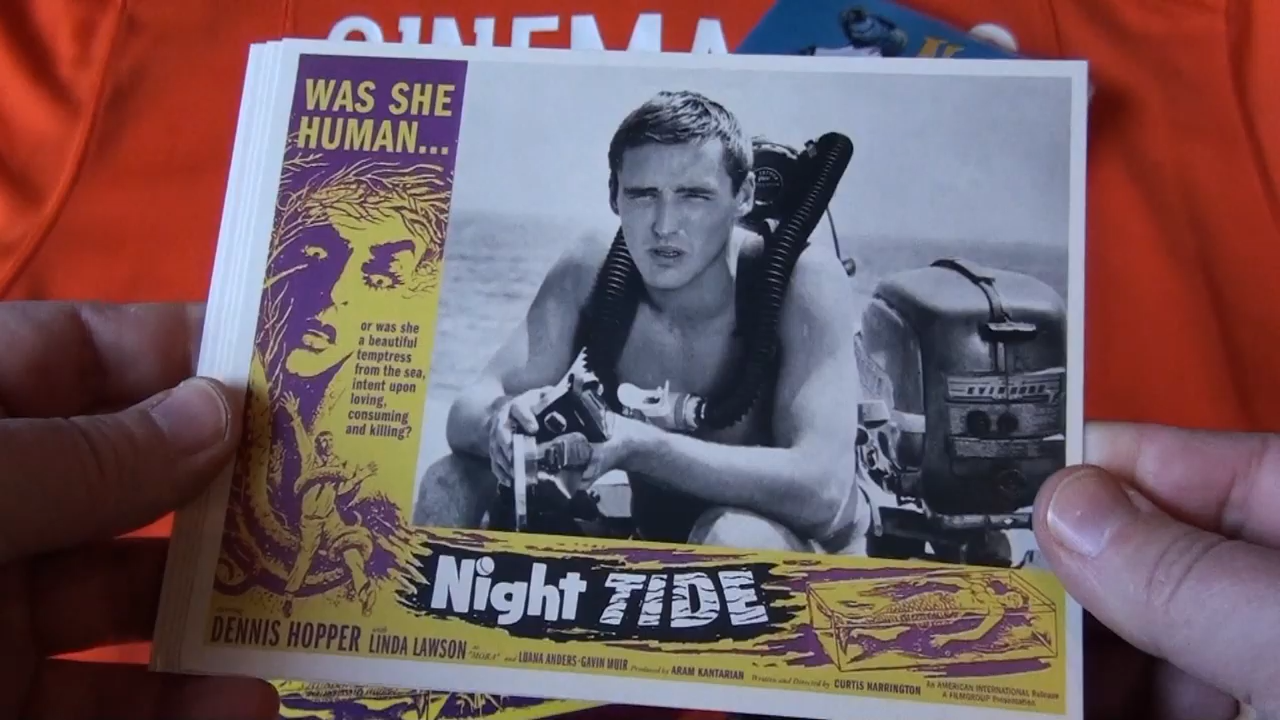 CINEMA
WAS SHE
HUMAN...
or was she
a beautiful
temptress
from the sea,
intent upon
loving,
consuming
and killing?
Night TIDE
DENNIS HOPPER with LINDA LAWSON as "MORA" and LUANA ANDERS · GAVIN MUIR Produced by ARAM KANTARIAN Written and Directed by CURTIS HARRINGTON
AN AMERICAN INTERNATIONAL Release
A FILMGROUP Presentation